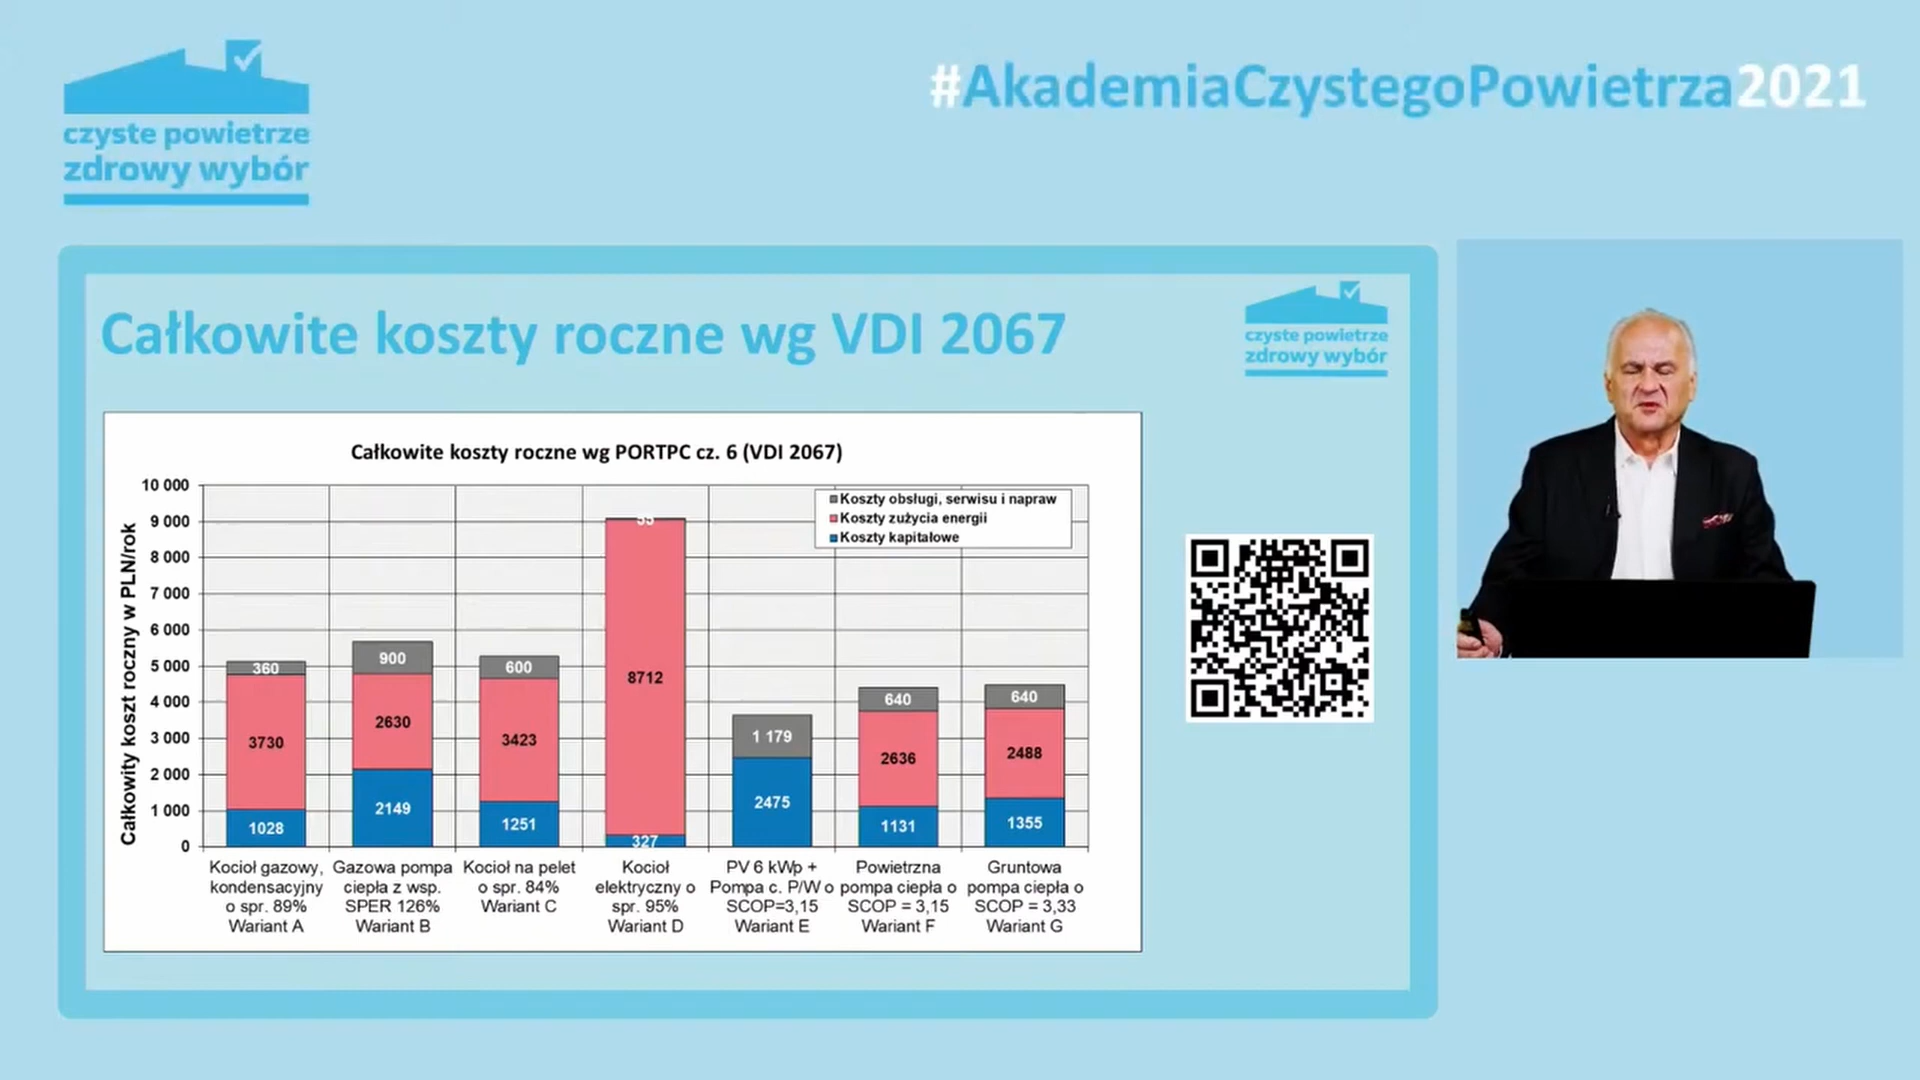 czyste powietrze
zdrowy wybór
#AkademiaCzystegoPowietrza2021
Całkowite koszty roczne wg VDI 2067
czyste powietrze
zdrowy wybór
Całkowite koszty roczne wg PORTPC cz. 6 (VDI 2067)
Całkowity koszt roczny w PLN/rok
10 000
9 000
8 000
7 000
6 000
5 000
4 000
3 000
2 000
1 000
0
Koszty obsługi, serwisu i napraw
Koszty zużycia energii
Koszty kapitałowe
360
3730
1028
900
2630
2149
600
3423
1251
55
8712
327
1 179
2475
640
2636
1131
640
2488
1355
Kocioł gazowy,
kondensacyjny
o spr. 89%
Wariant A
Gazowa pompa
ciepła z wsp.
SPER 126%
Wariant B
Kocioł na pelet
o spr. 84%
Wariant C
Kocioł
elektryczny o
spr. 95%
Wariant D
PV 6 kWp +
Pompa c. P/W o
SCOP=3,15
Wariant E
Powietrzna
pompa ciepła o
SCOP = 3,15
Wariant F
Gruntowa
pompa ciepła o
SCOP = 3,33
Wariant G